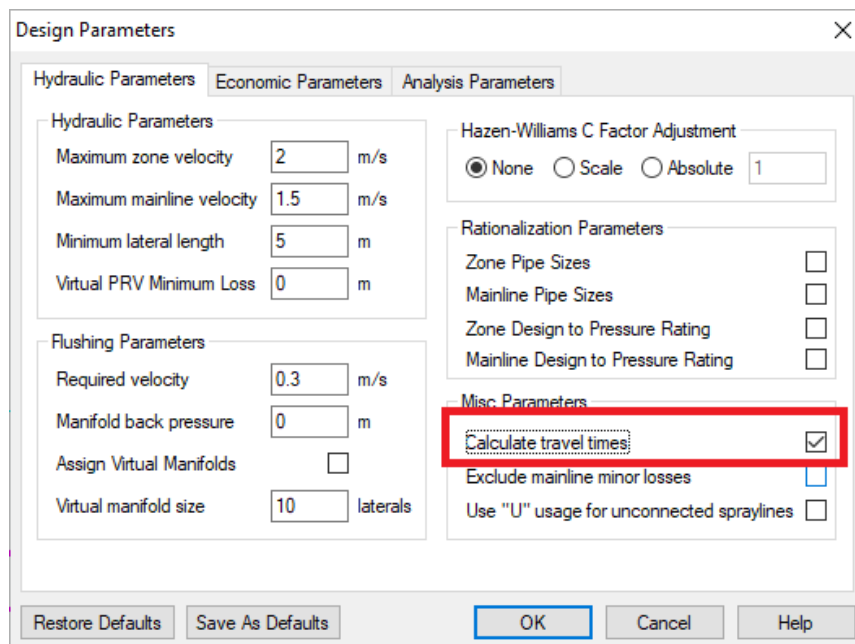 Design Parameters
Hydraulic Parameters Economic Parameters Analysis Parameters
Hydraulic Parameters
Maximum zone velocity 2 m/s
Maximum mainline velocity 1.5 m/s
Minimum lateral length 5 m
Virtual PRV Minimum Loss 0 m
Flushing Parameters
Required velocity 0.3 m/s
Manifold back pressure 0 m
Assign Virtual Manifolds
Virtual manifold size 10 laterals
Hazen-Williams C Factor Adjustment
None Scale Absolute 1
Rationalization Parameters
Zone Pipe Sizes
Mainline Pipe Sizes
Zone Design to Pressure Rating
Mainline Design to Pressure Rating
Misc Parameters
Calculate travel times
Exclude mainline minor losses
Use "U" usage for unconnected spraylines
Restore Defaults Save As Defaults OK Cancel Help